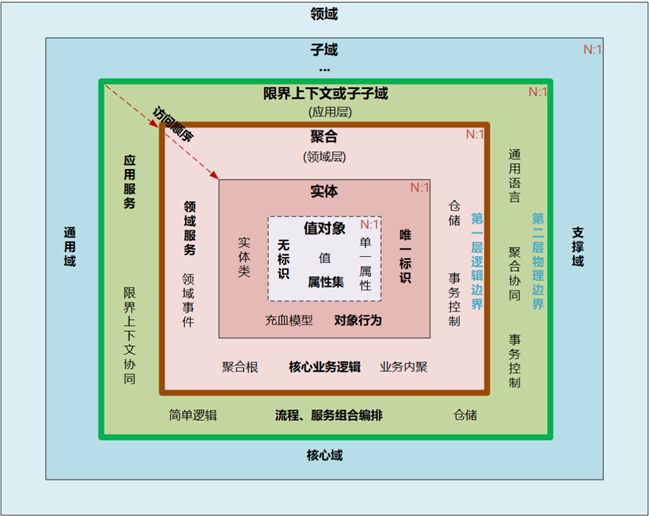 领域
子域
N:1
...
限界上下文或子子域
N:1
(应用层)
访问顺序
聚合
N:1
(领域层)
实体
N:1
值对象
N:1
无标识
值
属性集
单一属性
实体类
唯一标识
充血模型
对象行为
领域服务
领域事件
仓储
事务控制
第一层逻辑边界
聚合根
核心业务逻辑
业务内聚
应用服务
限界上下文协同
通用语言
聚合协同
事务控制
第二层物理边界
简单逻辑
流程、服务组合编排
仓储
通用域
支撑域
核心域